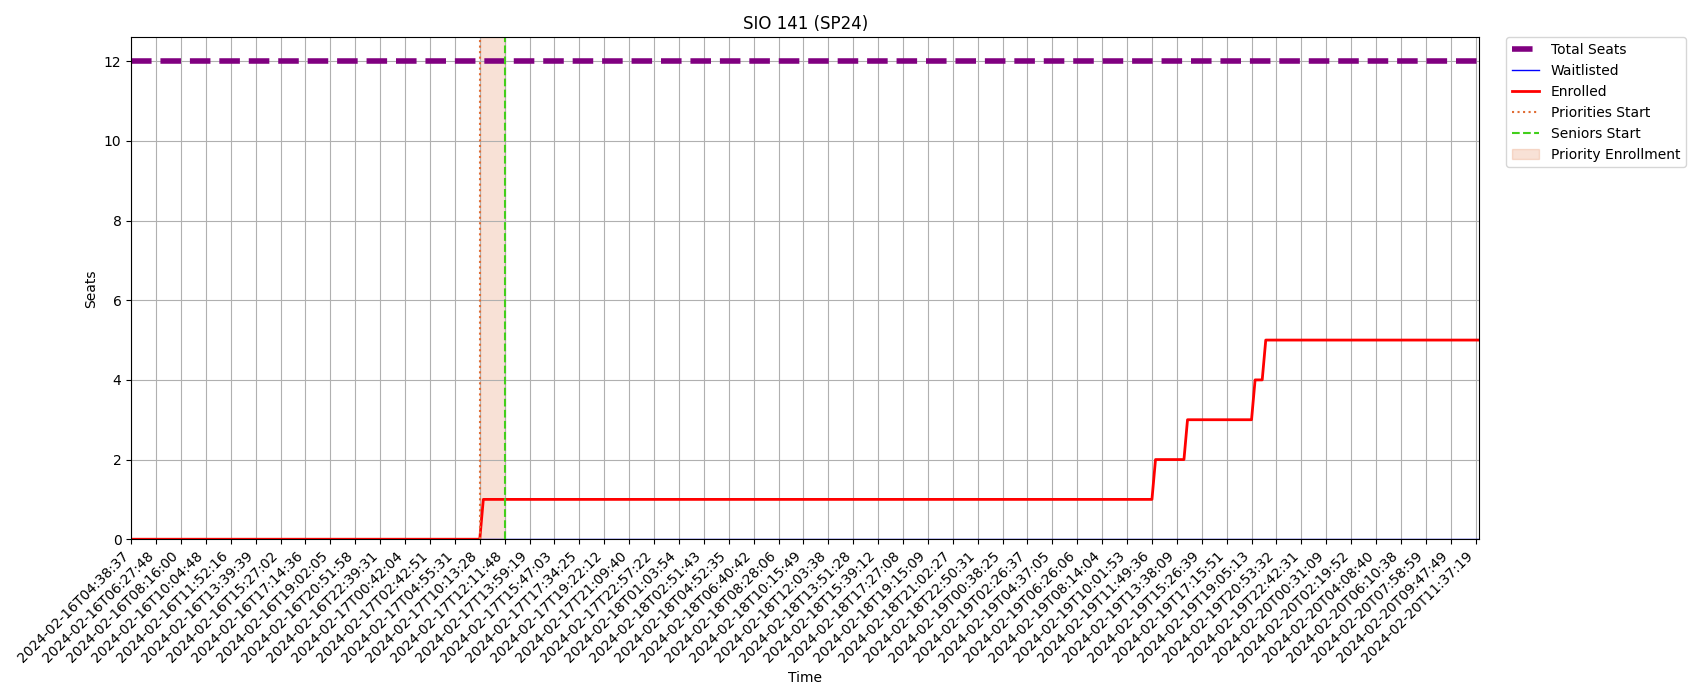 SIO 141 (SP24)
Total Seats
Waitlisted
Enrolled
Priorities Start
Seniors Start
Priority Enrollment
12
10
8
6
4
2
0
Seats
2024-02-16T04:38:37
2024-02-16T06:27:48
2024-02-16T08:16:00
2024-02-16T10:04:48
2024-02-16T11:52:16
2024-02-16T13:39:39
2024-02-16T15:27:02
2024-02-16T17:14:36
2024-02-16T19:02:05
2024-02-16T20:51:58
2024-02-16T22:39:31
2024-02-17T00:42:04
2024-02-17T02:42:51
2024-02-17T04:55:31
2024-02-17T10:13:28
2024-02-17T12:11:48
2024-02-17T13:59:19
2024-02-17T15:47:03
2024-02-17T17:34:25
2024-02-17T19:22:12
2024-02-17T21:09:40
2024-02-17T22:57:22
2024-02-18T01:03:54
2024-02-18T02:51:43
2024-02-18T04:52:35
2024-02-18T06:40:42
2024-02-18T08:28:06
2024-02-18T10:15:49
2024-02-18T12:03:38
2024-02-18T13:51:28
2024-02-18T15:39:12
2024-02-18T17:27:08
2024-02-18T19:15:09
2024-02-18T21:02:27
2024-02-18T22:50:31
2024-02-19T00:38:25
2024-02-19T02:26:37
2024-02-19T04:37:05
2024-02-19T06:26:06
2024-02-19T08:14:04
2024-02-19T10:01:53
2024-02-19T11:49:36
2024-02-19T13:38:09
2024-02-19T15:26:39
2024-02-19T17:15:51
2024-02-19T19:05:13
2024-02-19T20:53:32
2024-02-19T22:42:31
2024-02-20T00:31:09
2024-02-20T02:19:52
2024-02-20T04:08:40
2024-02-20T06:10:38
2024-02-20T07:58:59
2024-02-20T09:47:49
2024-02-20T11:37:19
Time